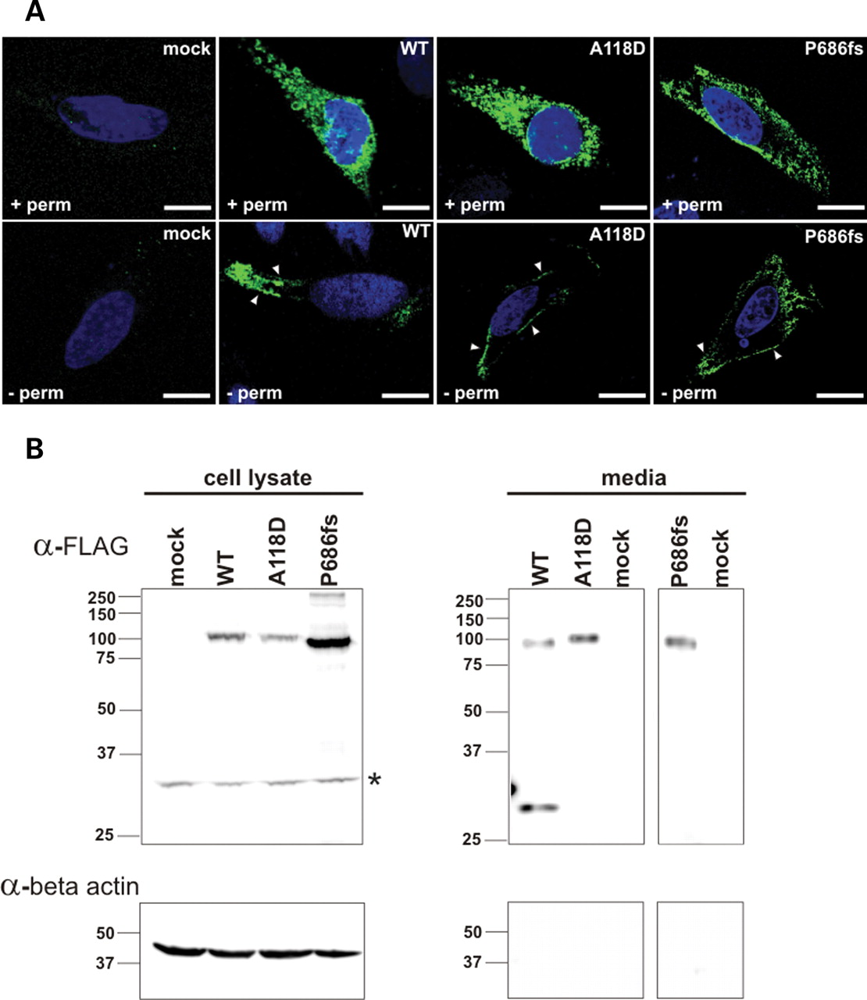 A
mock WT A118D P686fs
+ perm + perm + perm + perm
mock WT A118D P686fs
- perm - perm - perm - perm
B
cell lysate media
α-FLAG mock WT A118D P686fs WT A118D mock P686fs mock
250 250
150 150
100 100
75 75
50 50
37 37
*
25 25
α-beta actin
50 50
37 37